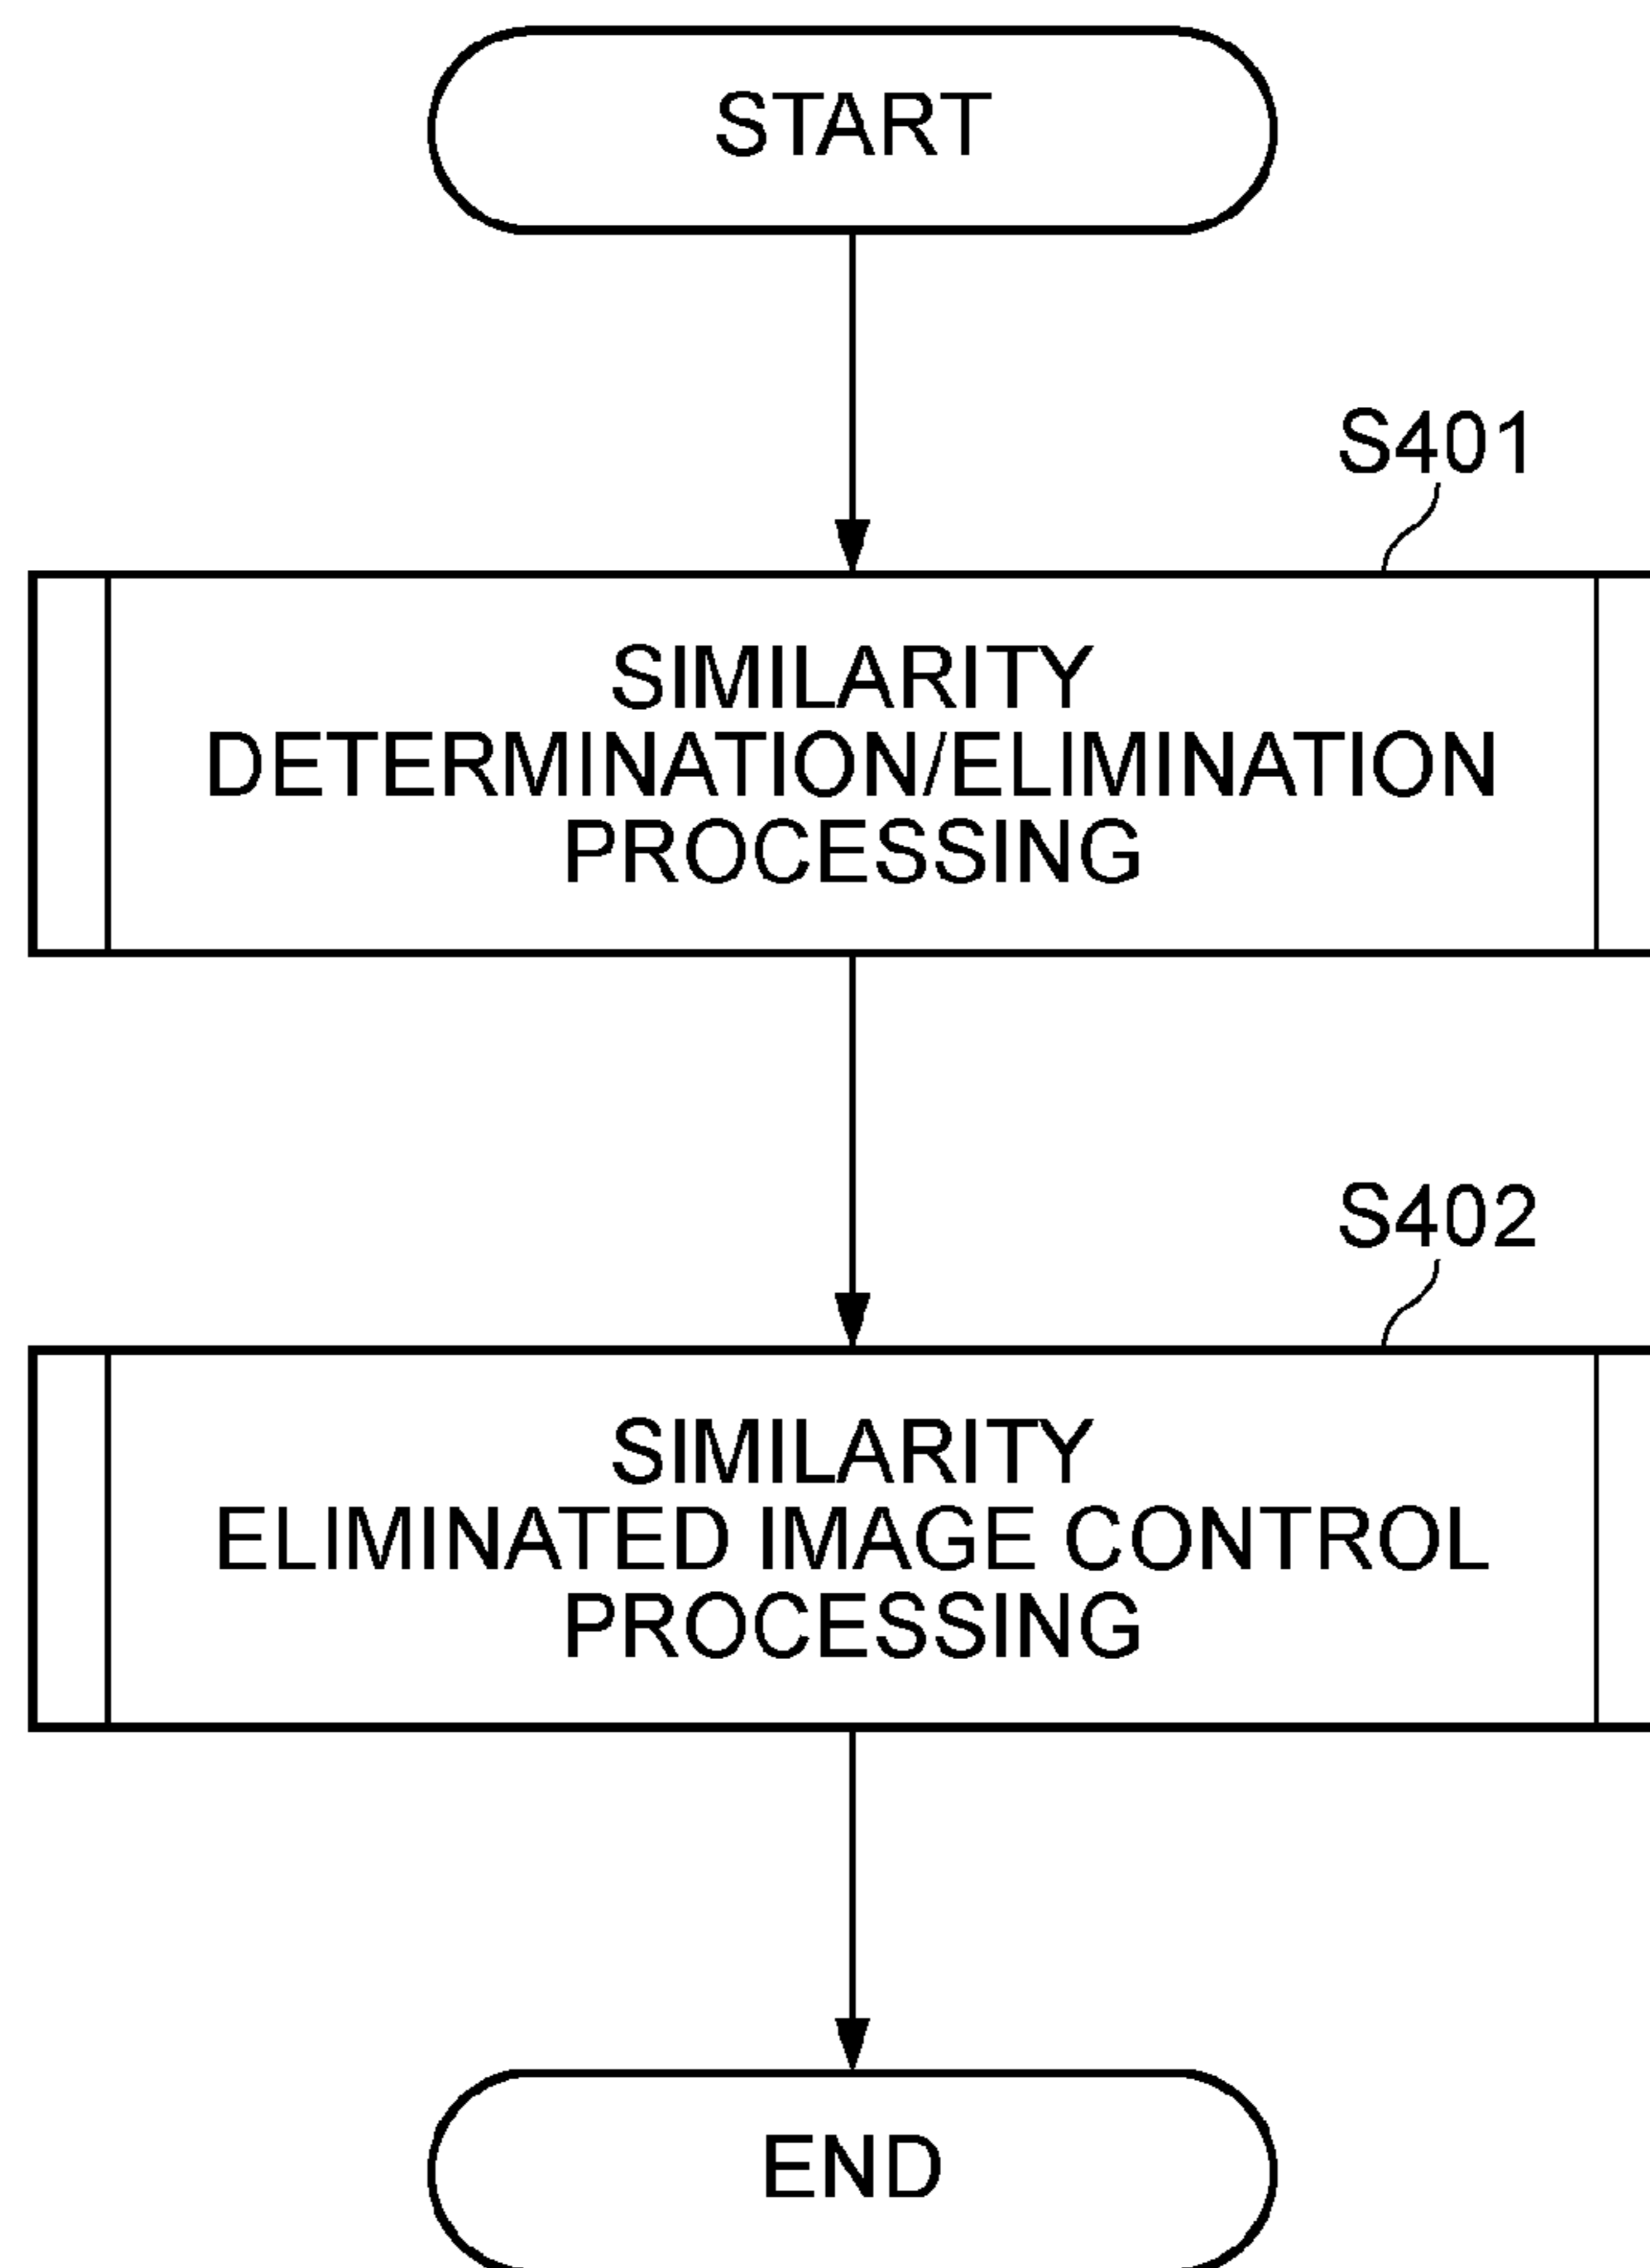 START
S401
SIMILARITY
DETERMINATION/ELIMINATION
PROCESSING
S402
SIMILARITY
ELIMINATED IMAGE CONTROL
PROCESSING
END